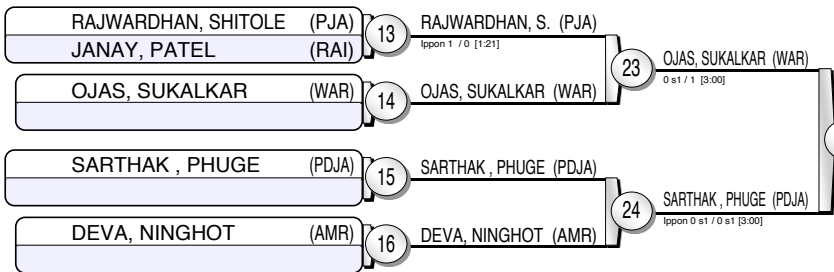 RAJWARDHAN, SHITOLE (PJA)
JANAY, PATEL (RAI)
13
RAJWARDHAN, S. (PJA)
Ippon 1 / 0 [1:21]
OJAS, SUKALKAR (WAR)
14
OJAS, SUKALKAR (WAR)
23
OJAS, SUKALKAR (WAR)
0 s1 / 1 [3:00]
SARTHAK , PHUGE (PDJA)
15
SARTHAK , PHUGE (PDJA)
DEVA, NINGHOT (AMR)
16
DEVA, NINGHOT (AMR)
24
SARTHAK , PHUGE (PDJA)
Ippon 0 s1 / 0 s1 [3:00]